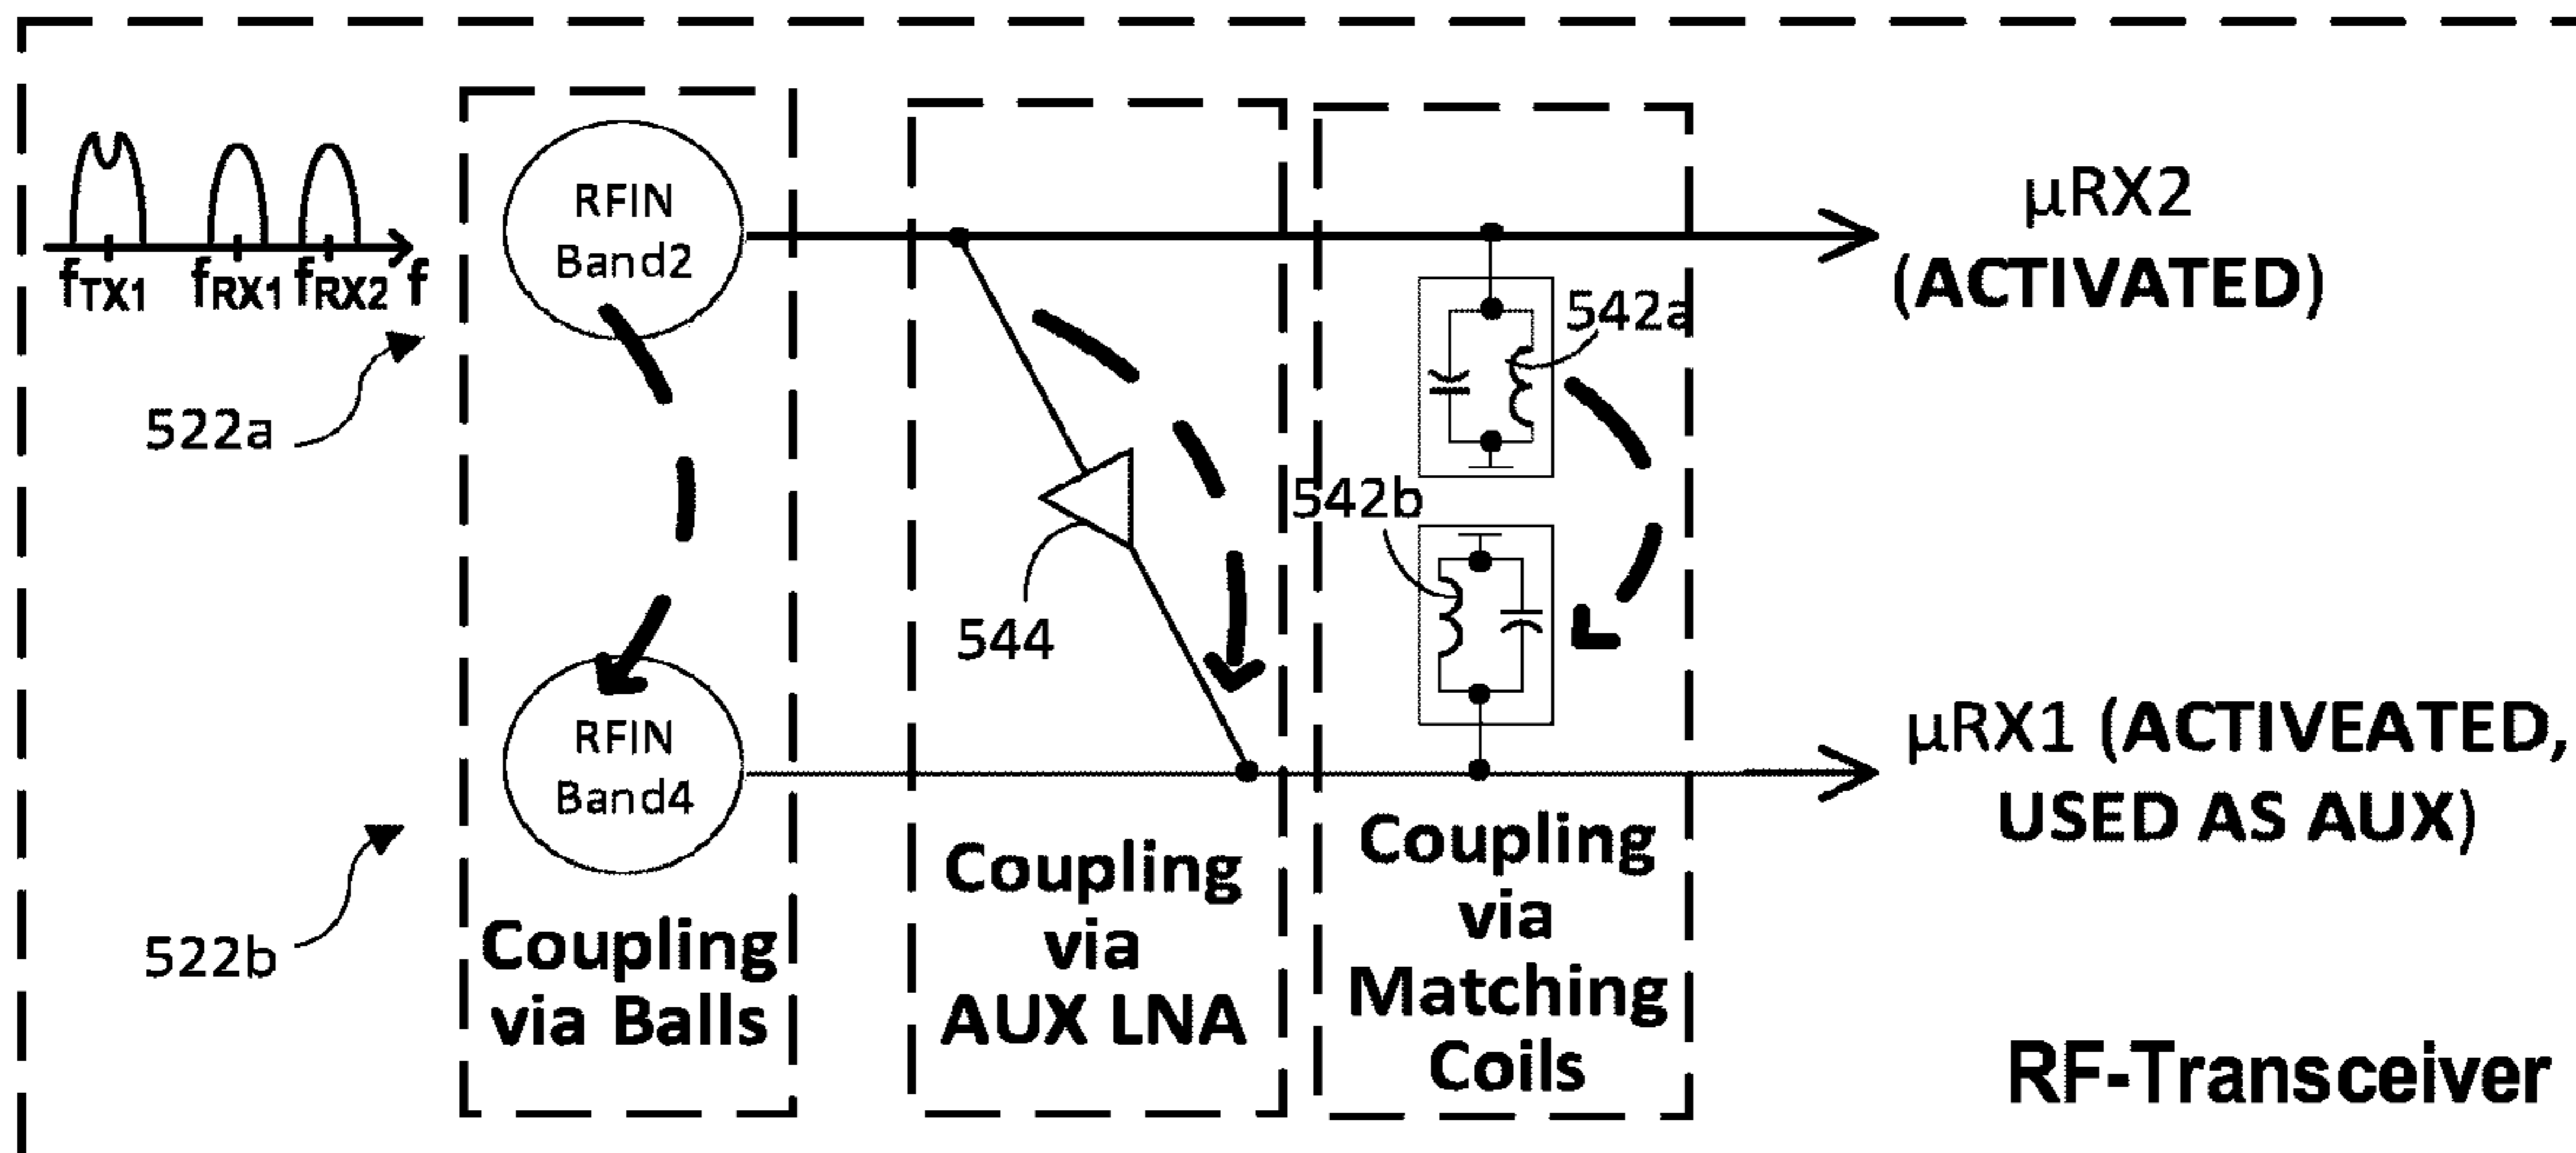 fTX1 fRX1 fRX2 f
522a
522b
RFIN
Band2
RFIN
Band4
Coupling
via Balls
544
Coupling
via
AUX LNA
542a
542b
Coupling
via
Matching
Coils
µRX2
(ACTIVATED)
µRX1 (ACTIVEATED,
USED AS AUX)
RF-Transceiver